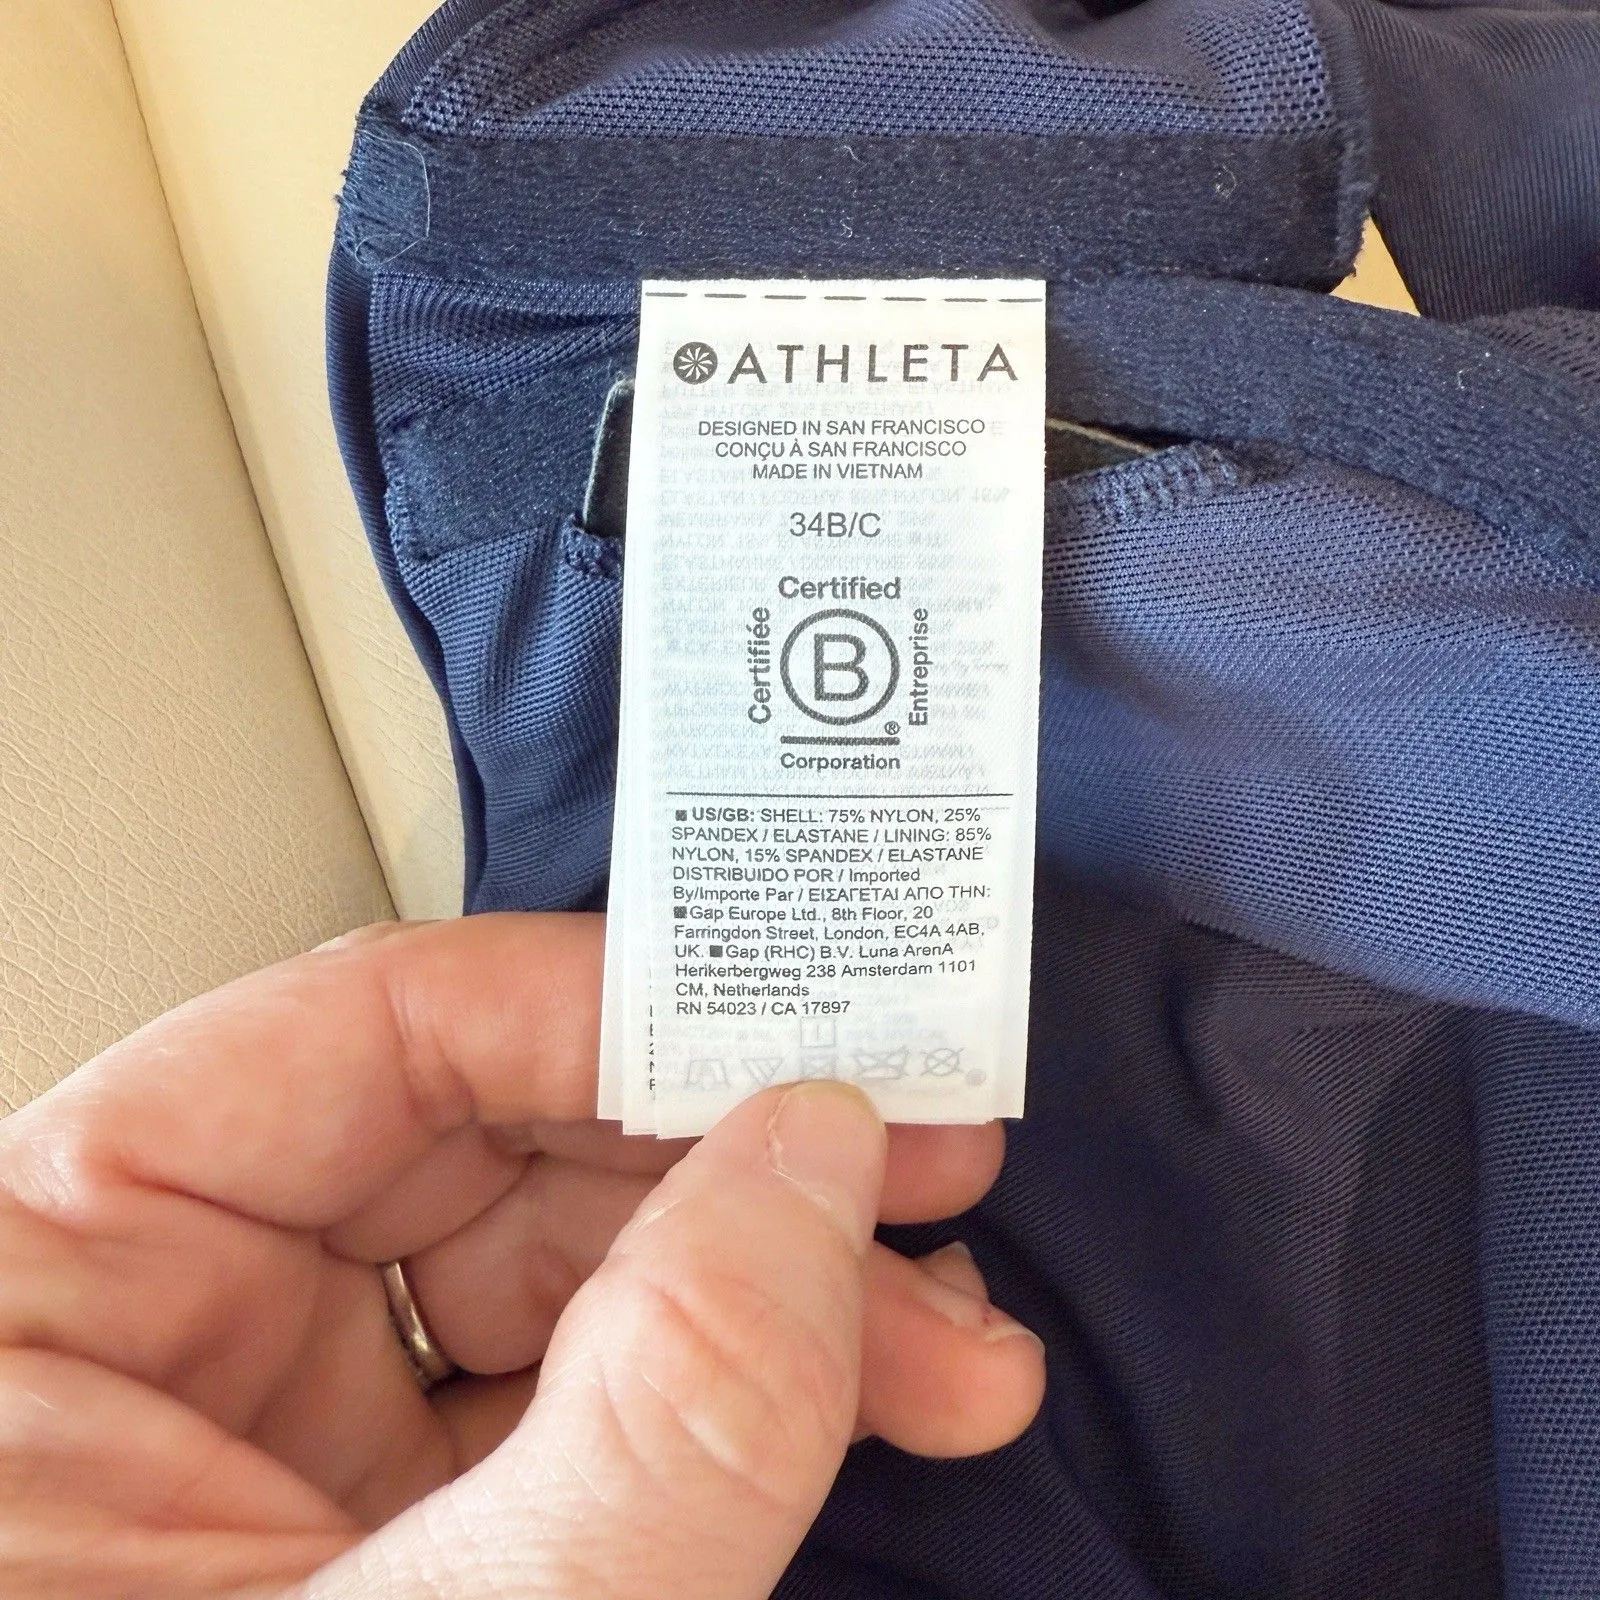 ATHLETA
DESIGNED IN SAN FRANCISCO
CONÇU À SAN FRANCISCO
MADE IN VIETNAM
34B/C
Certified
Certifiée
B
Entreprise
®
Corporation
US/GB: SHELL: 75% NYLON, 25%
SPANDEX / ELASTANE / LINING: 85%
NYLON, 15% SPANDEX / ELASTANE
DISTRIBUIDO POR / Imported
By/Importe Par / ΕΙΣΑΓΕΤΑΙ ΑΠΟ ΤΗΝ:
Gap Europe Ltd., 8th Floor, 20
Farringdon Street, London, EC4A 4AB,
UK. Gap (RHC) B.V. Luna ArenA
Herikerbergweg 238 Amsterdam 1101
CM, Netherlands
RN 54023 / CA 17897